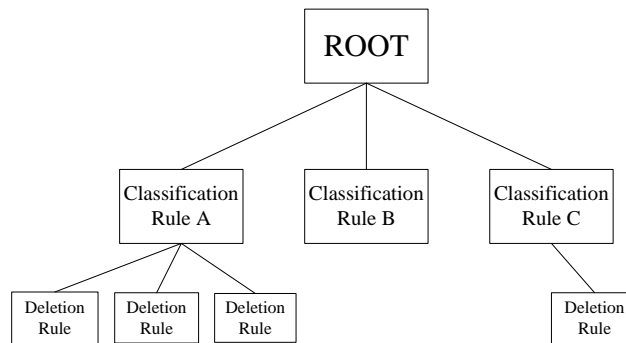 ROOT
Classification
Rule A
Classification
Rule B
Classification
Rule C
Deletion
Rule
Deletion
Rule
Deletion
Rule
Deletion
Rule